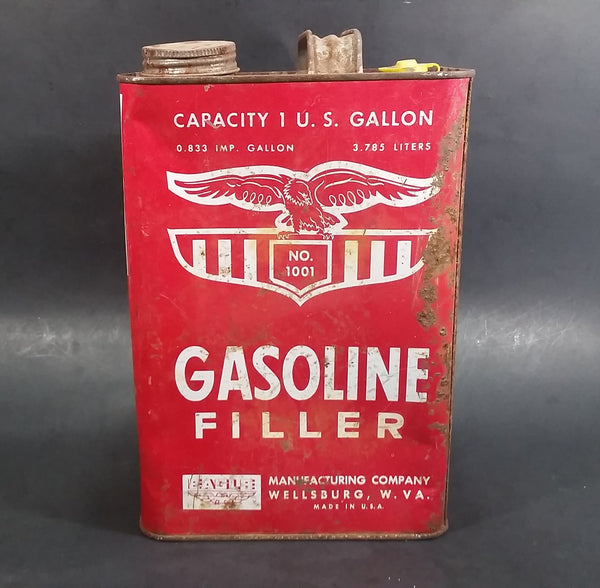 CAPACITY 1 U. S. GALLON
0.833 IMP. GALLON 3.785 LITERS
NO.
1001
GASOLINE
FILLER
EAGLE
MANUFACTURING COMPANY
WELLSBURG, W. VA.
MADE IN U.S.A.